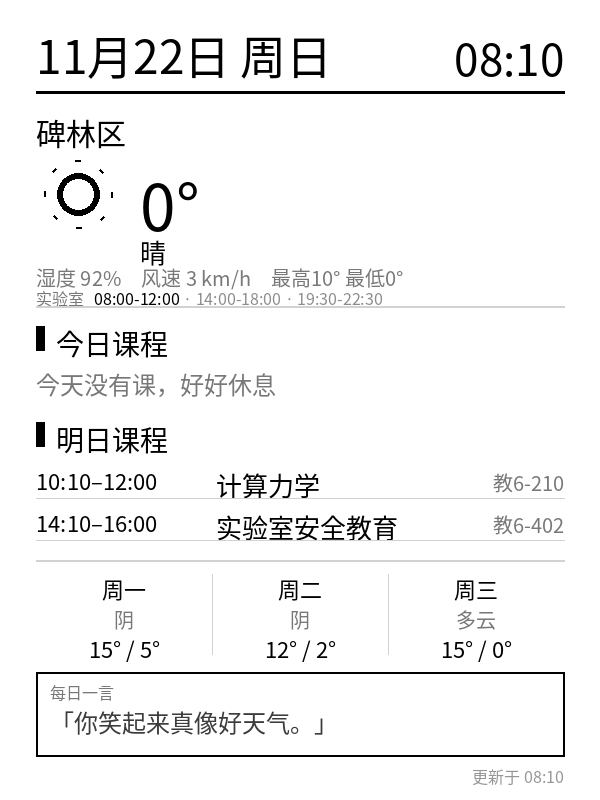 11月22日 周日 08:10
碑林区
0°
晴
湿度 92% 风速 3 km/h 最高10° 最低0°
实验室 08:00-12:00 · 14:00-18:00 · 19:30-22:30
今日课程
今天没有课，好好休息
明日课程
10:10–12:00 计算力学 教6-210
14:10–16:00 实验室安全教育 教6-402
周一 周二 周三
阴 阴 多云
15° / 5° 12° / 2° 15° / 0°
每日一言
「你笑起来真像好天气。」
更新于 08:10